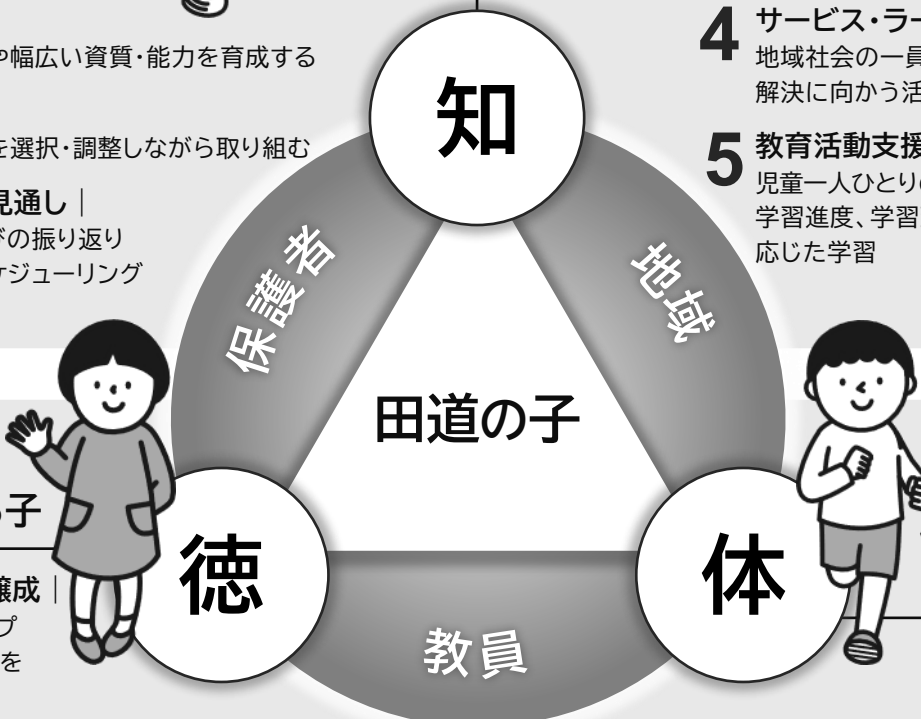 や幅広い資質・能力を育成する
を選択・調整しながら取り組む
見通し｜
びの振り返り
ケジューリング
4 サービス・ラー
地域社会の一員
解決に向かう活
5 教育活動支援
児童一人ひとりの
学習進度、学習
応じた学習
知
保護者
地域
田道の子
る子
醸成｜
プ
を
徳
体
教員